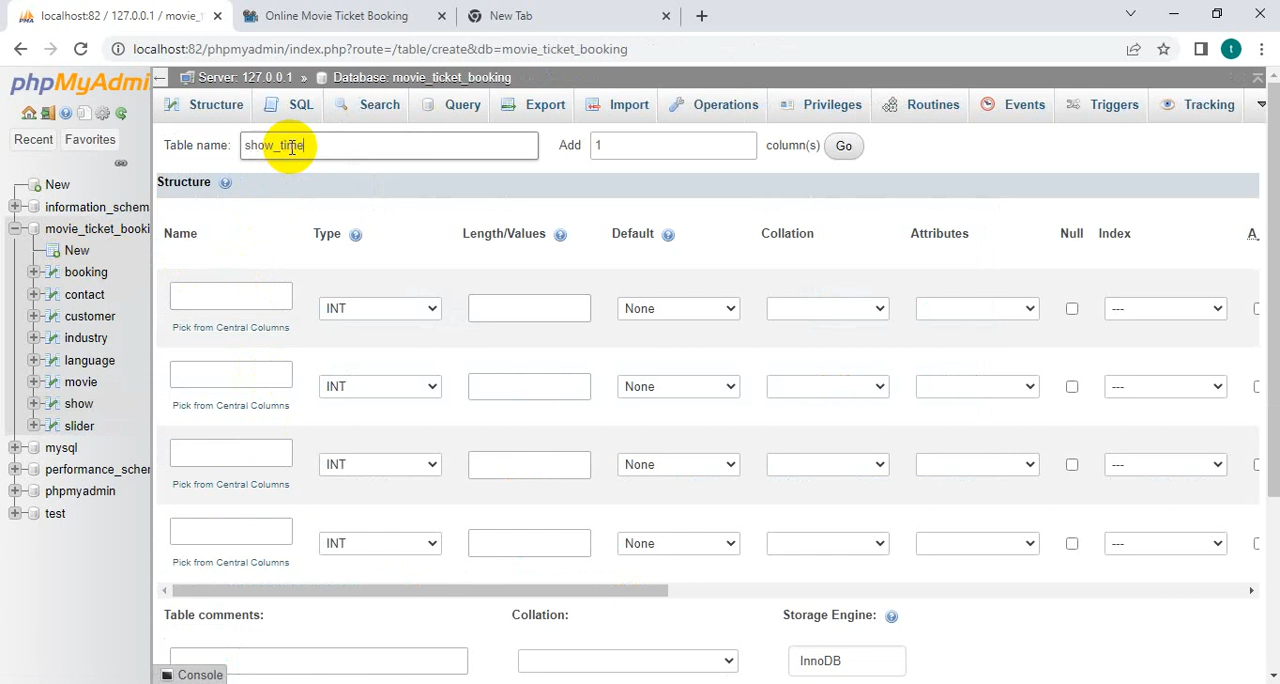 localhost:82 / 127.0.0.1 / movie_t
Online Movie Ticket Booking
New Tab
localhost:82/phpmyadmin/index.php?route=/table/create&db=movie_ticket_booking
t
phpMyAdmi
Server: 127.0.0.1 » Database: movie_ticket_booking
Structure SQL Search Query Export Import Operations Privileges Routines Events Triggers Tracking
Recent Favorites
Table name: show_time Add 1 column(s) Go
Structure
New
information_schem
movie_ticket_booki
New
booking
contact
customer
industry
language
movie
show
slider
mysql
performance_scher
phpmyadmin
test
Name Type Length/Values Default Collation Attributes Null Index A_
INT None ---
Pick from Central Columns
INT None ---
Pick from Central Columns
INT None ---
Pick from Central Columns
INT None ---
Pick from Central Columns
Table comments: Collation: Storage Engine:
InnoDB
Console